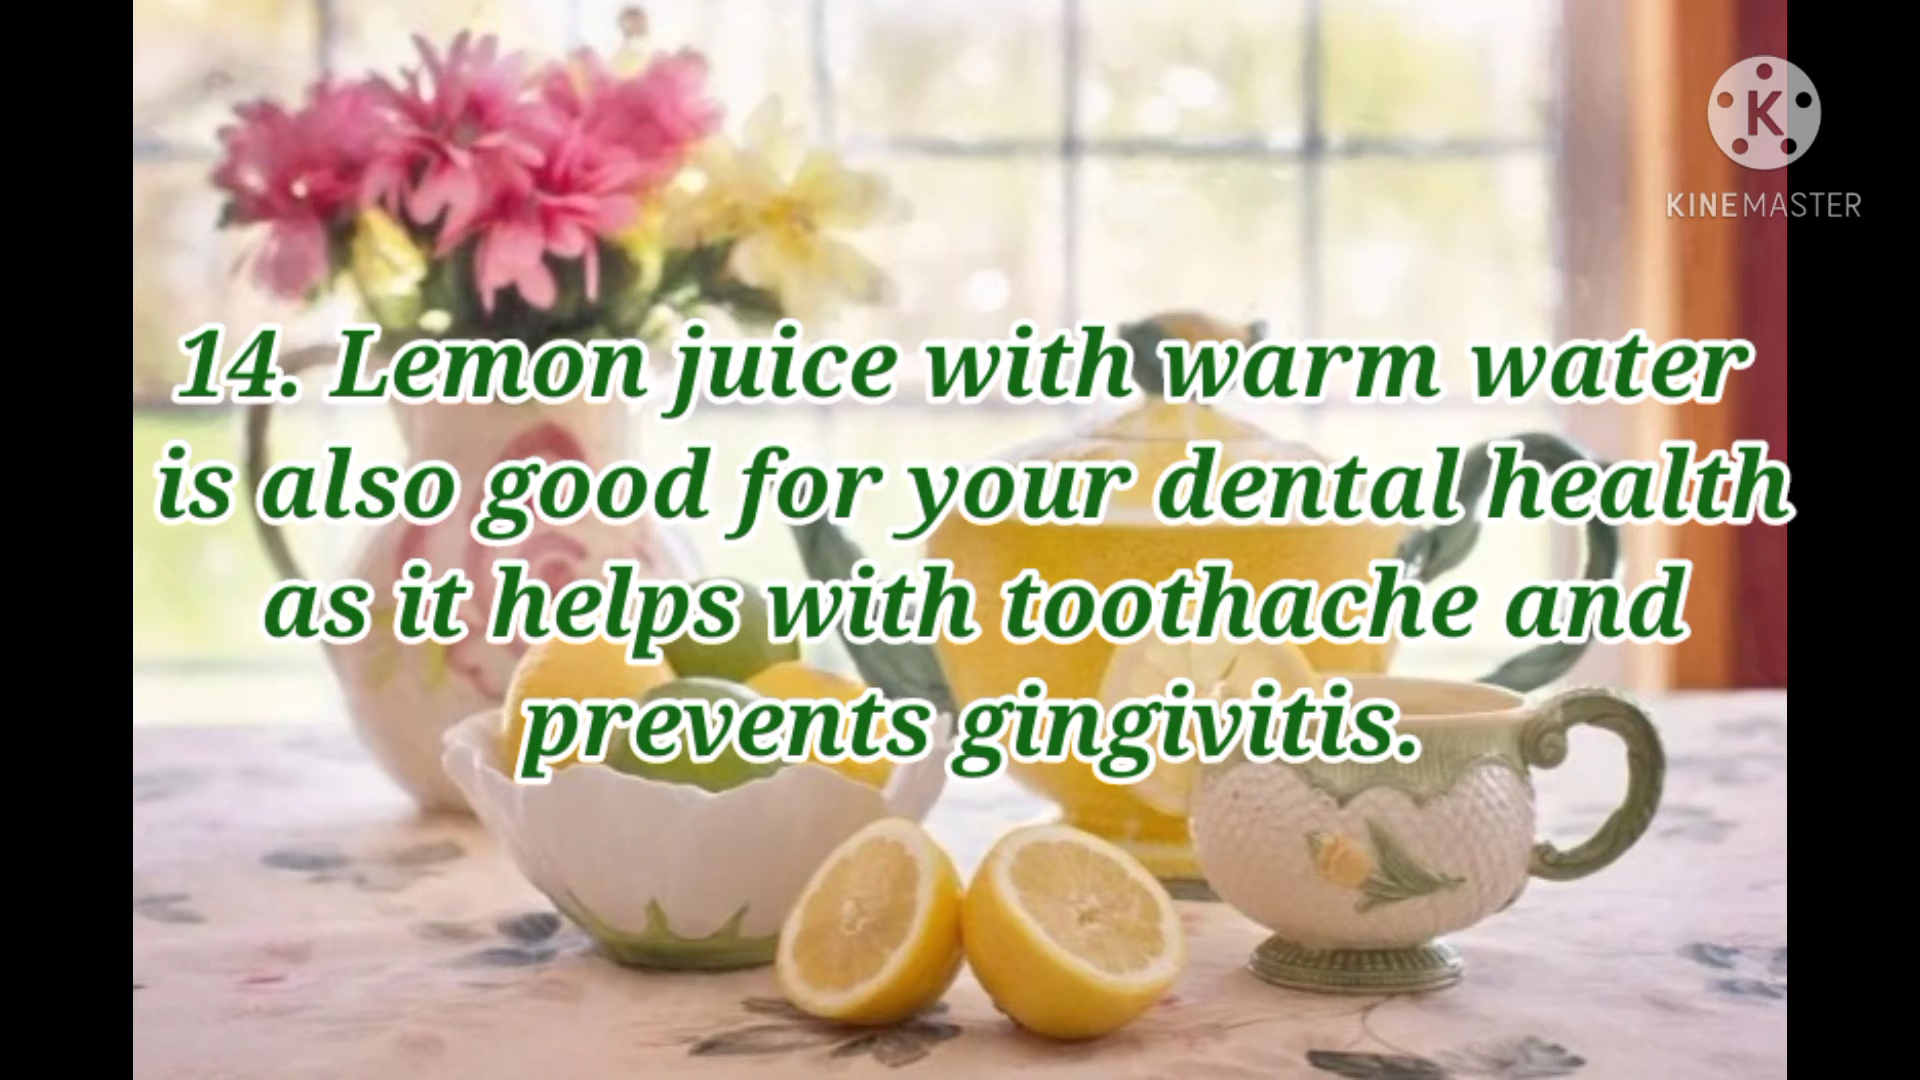 KINEMASTER
14. Lemon juice with warm water
is also good for your dental health
as it helps with toothache and
prevents gingivitis.